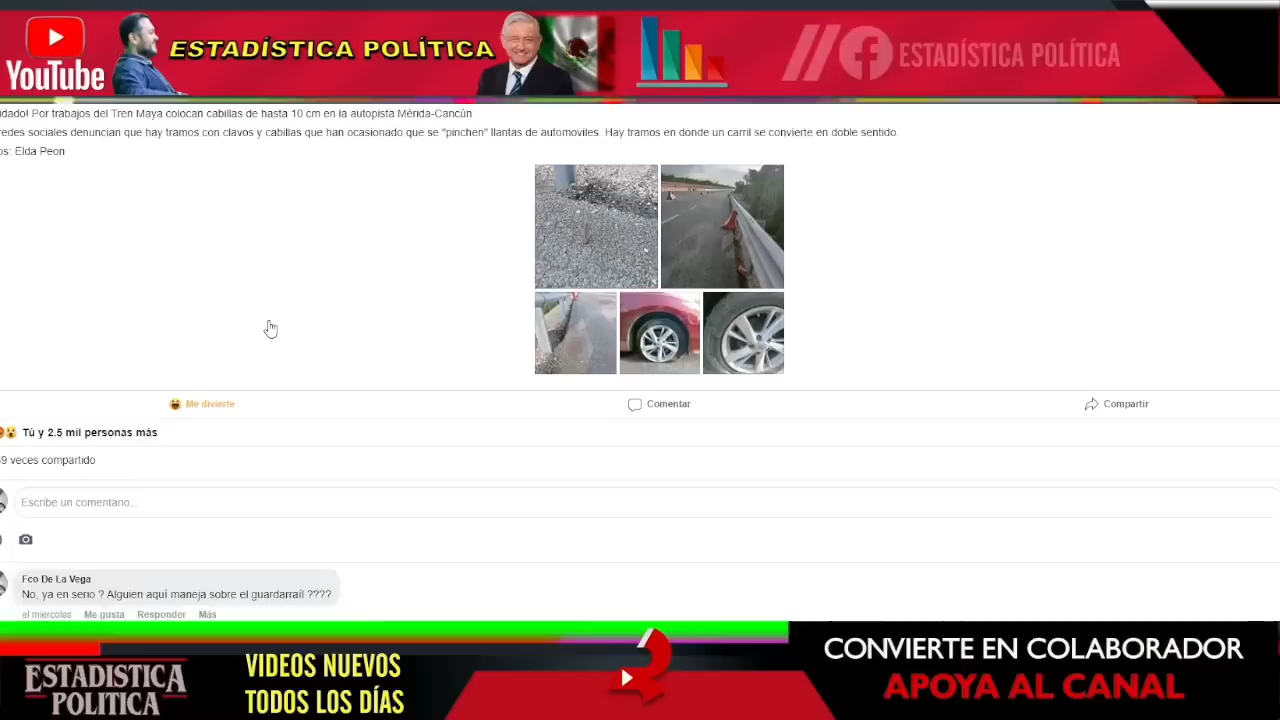 YouTube
ESTADÍSTICA POLÍTICA
ESTADÍSTICA POLÍTICA
idado! Por trabajos del Tren Maya colocan cabillas de hasta 10 cm en la autopista Mérida-Cancún
redes sociales denuncian que hay tramos con clavos y cabillas que han ocasionado que se "pinchen" llantas de automoviles. Hay tramos en donde un carril se convierte en doble sentido.
os: Elda Peon
Me divierte
Comentar
Compartir
Tú y 2.5 mil personas más
9 veces compartido
Escribe un comentario...
Fco De La Vega
No, ya en serio ? Alguien aquí maneja sobre el guardarrail ????
el miércoles Me gusta Responder Más
ESTADISTICA
POLÍTICA
VIDEOS NUEVOS
TODOS LOS DÍAS
CONVIERTE EN COLABORADOR
APOYA AL CANAL